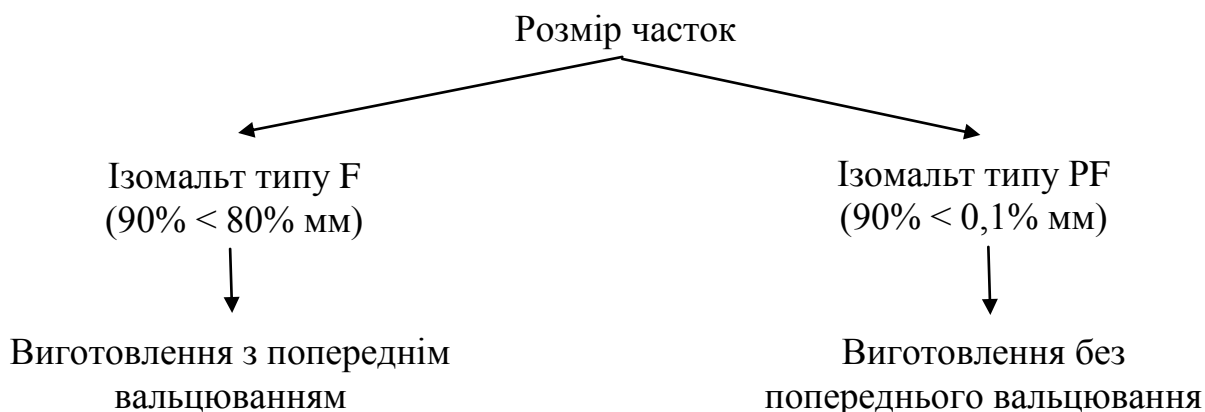 Розмір часток
Ізомальт типу F
(90% < 80% мм)
Ізомальт типу PF
(90% < 0,1% мм)
Виготовлення з попереднім
вальцюванням
Виготовлення без
попереднього вальцювання